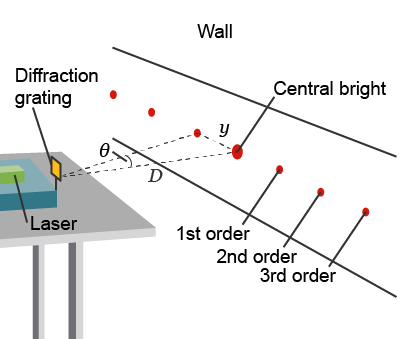 Wall
Diffraction
grating
Central bright
y
θ
D
Laser
1st order
2nd order
3rd order